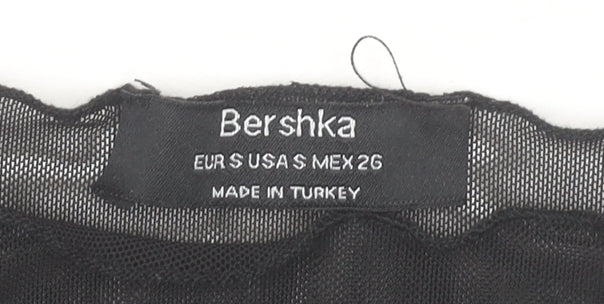 Bershka
EUR S USA S MEX 26
MADE IN TURKEY